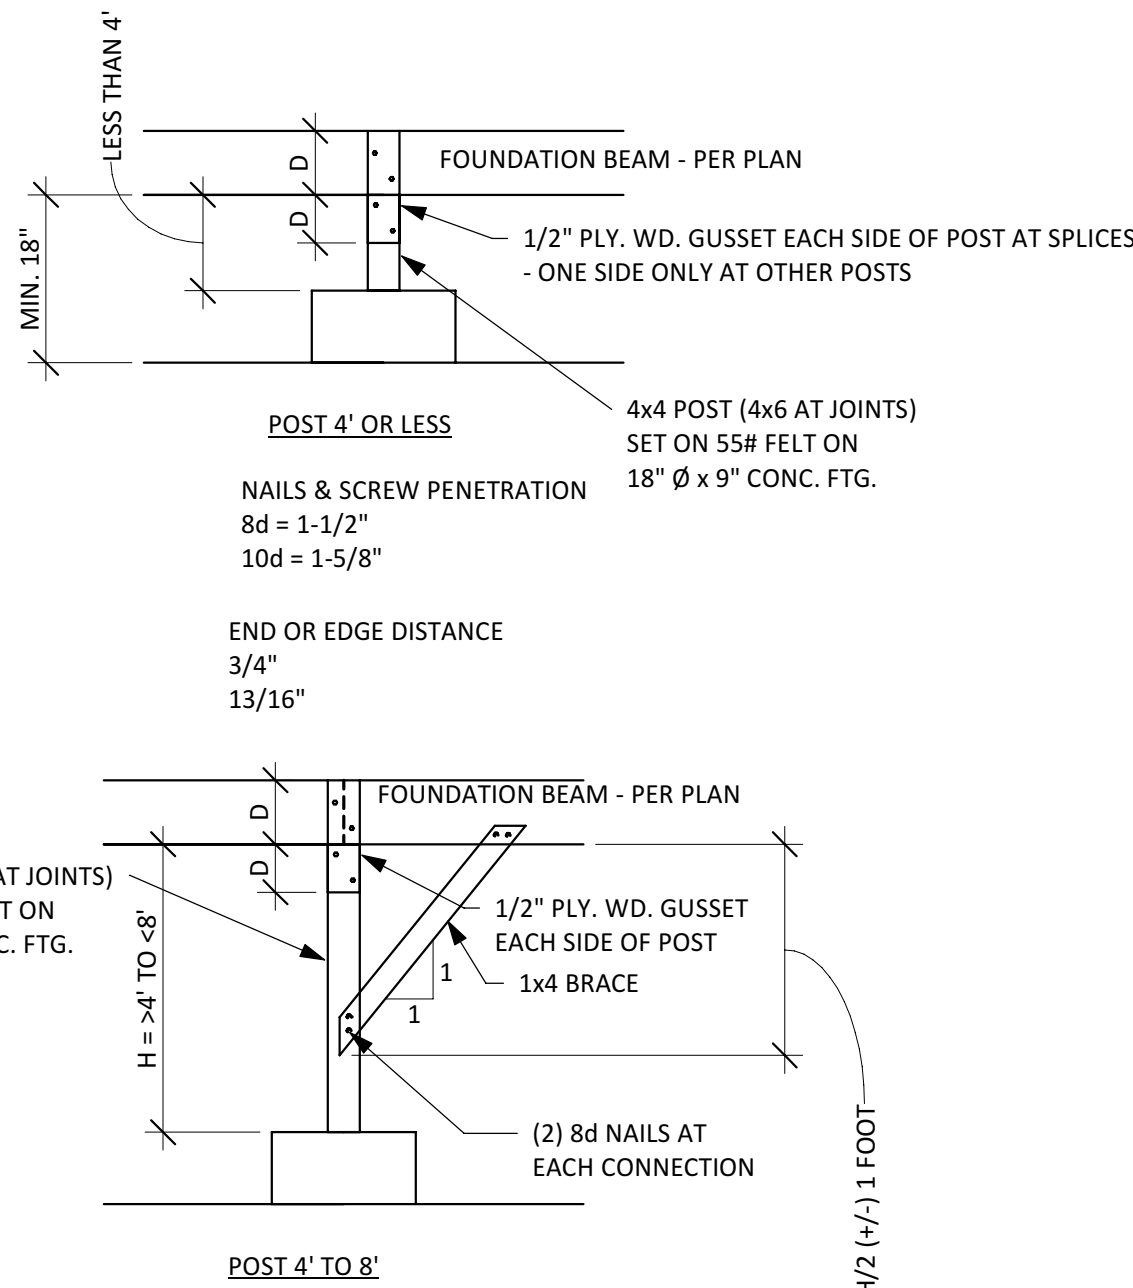 LESS THAN 4'
D
FOUNDATION BEAM - PER PLAN
D
1/2" PLY. WD. GUSSET EACH SIDE OF POST AT SPLICES
- ONE SIDE ONLY AT OTHER POSTS
MIN. 18"
4x4 POST (4x6 AT JOINTS)
SET ON 55# FELT ON
18" Ø x 9" CONC. FTG.
POST 4' OR LESS
NAILS & SCREW PENETRATION
8d = 1-1/2"
10d = 1-5/8"
END OR EDGE DISTANCE
3/4"
13/16"
D
FOUNDATION BEAM - PER PLAN
D
AT JOINTS)
T ON
C. FTG.
H = >4' TO <8'
1/2" PLY. WD. GUSSET
EACH SIDE OF POST
1x4 BRACE
1
1
(2) 8d NAILS AT
EACH CONNECTION
H/2 (+/-) 1 FOOT
POST 4' TO 8'